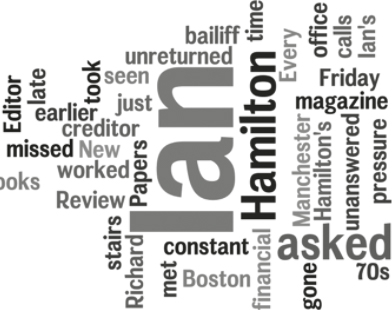 bailiff
time
office
calls
Ian's
unreturned
Every
seen
took
late
Editor
earlier
just
Friday
magazine
creditor
missed
New
Papers
Ian
Hamilton
Manchester
Hamilton's
unanswered
pressure
ooks
worked
Review
stairs
Richard
met
constant
Boston
financial
asked
gone
70s